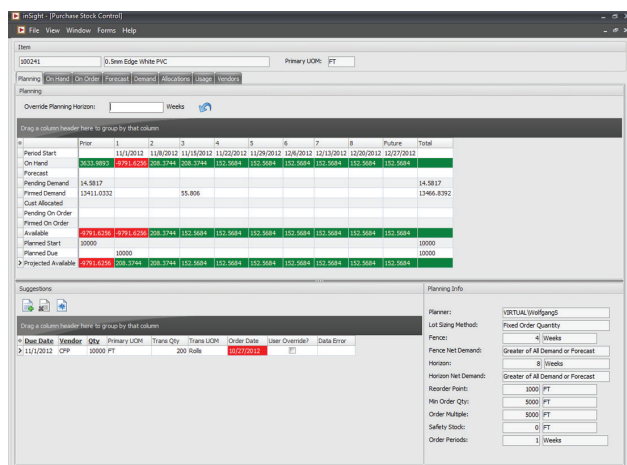 inSight - [Purchase Stock Control]
File View Window Forms Help
Item
100241 0.5mm Edge White PVC Primary UOM: FT
Planning On Hand On Order Forecast Demand Allocations Usage Vendors
Planning
Override Planning Horizon: Weeks
Drag a column header here to group by that column
Prior 1 2 3 4 5 6 7 8 Future Total
Period Start 11/1/2012 11/8/2012 11/15/2012 11/22/2012 11/29/2012 12/6/2012 12/13/2012 12/20/2012 12/27/2012
On Hand 3633.9893 -9791.6256 208.3744 208.3744 152.5684 152.5684 152.5684 152.5684 152.5684 152.5684
Forecast
Pending Demand 14.5817 14.5817
Firmed Demand 13411.0332 55.806 13466.8392
Cust Allocated
Pending On Order
Firmed On Order
Available -9791.6256 -9791.6256 208.3744 152.5684 152.5684 152.5684 152.5684 152.5684 152.5684 152.5684
Planned Start 10000 10000
Planned Due 10000 10000
Projected Available -9791.6256 208.3744 208.3744 152.5684 152.5684 152.5684 152.5684 152.5684 152.5684 152.5684
Suggestions
Drag a column header here to group by that column
Due Date Vendor Qty Primary UOM Trans Qty Trans UOM Order Date User Override? Data Error
11/1/2012 CFP 10000 FT 200 Rolls 10/27/2012
Planning Info
Planner: VIRTUAL\WolfgangS
Lot Sizing Method: Fixed Order Quantity
Fence: 4 Weeks
Fence Net Demand: Greater of All Demand or Forecast
Horizon: 8 Weeks
Horizon Net Demand: Greater of All Demand or Forecast
Reorder Point: 1000 FT
Min Order Qty: 5000 FT
Order Multiple: 5000 FT
Safety Stock: 0 FT
Order Periods: 1 Weeks